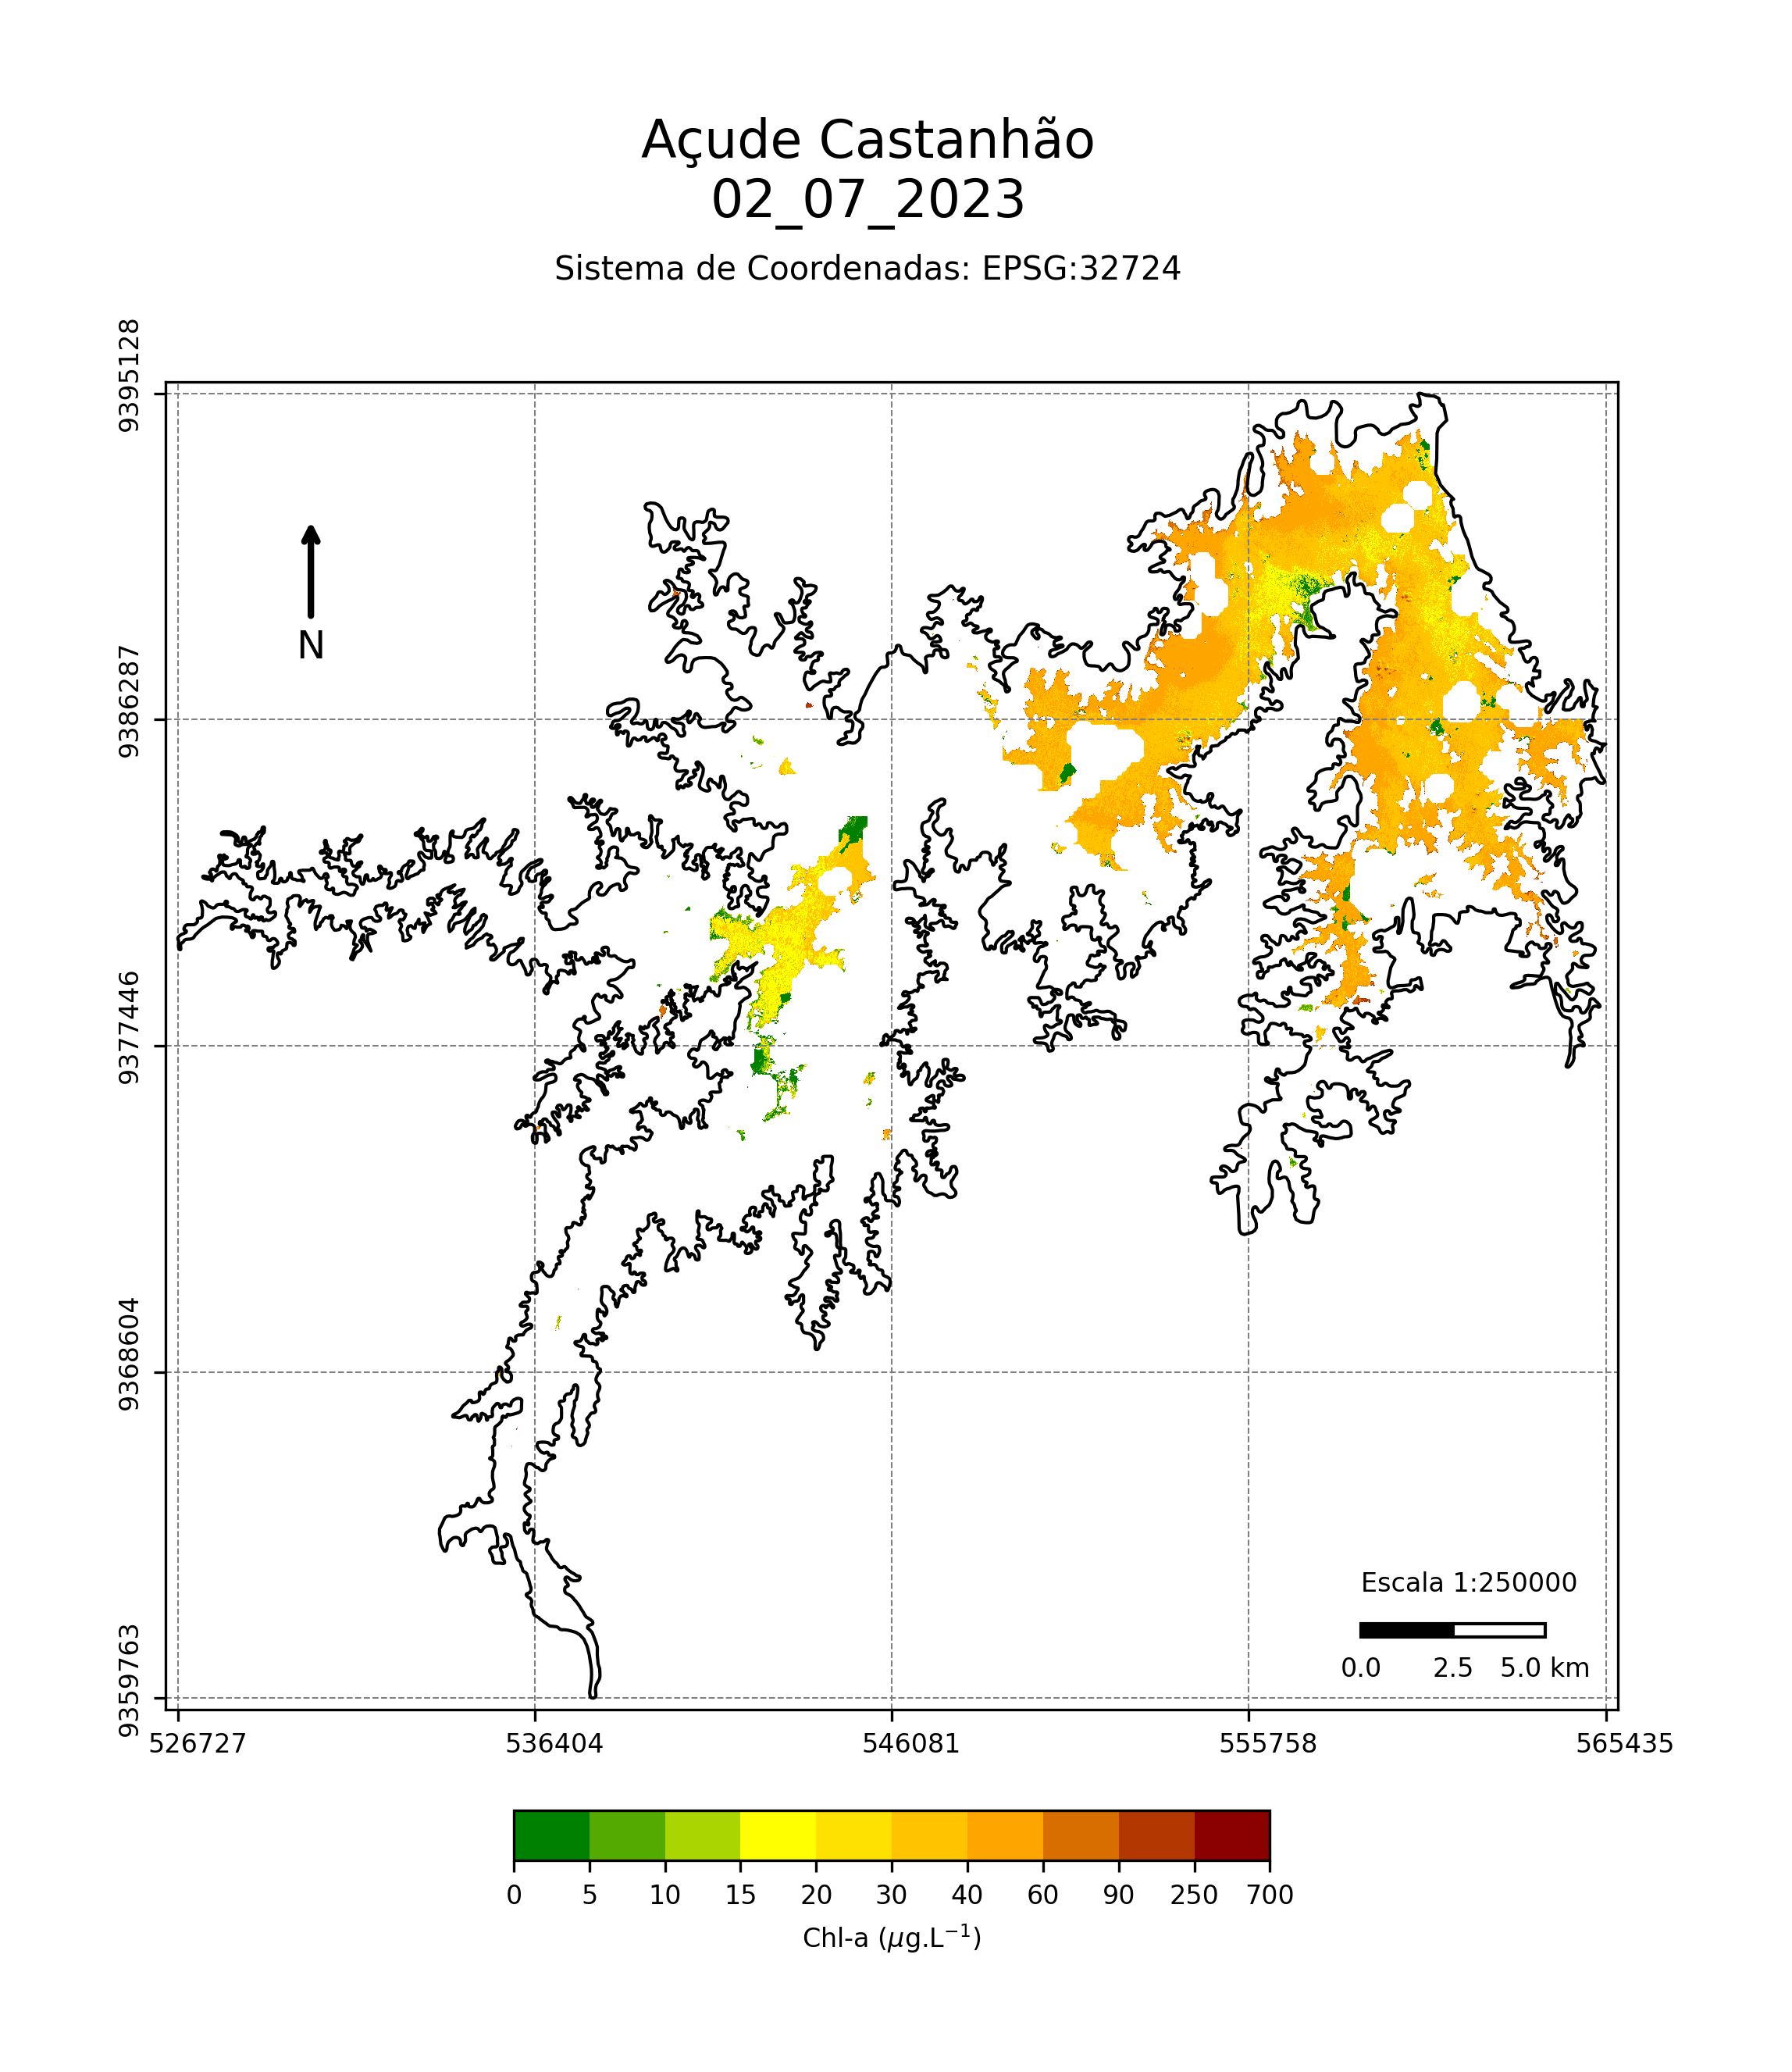 Açude Castanhão
02_07_2023
Sistema de Coordenadas: EPSG:32724
9395128
9386287
9377446
9368604
9359763
N
Escala 1:250000
0.0 2.5 5.0 km
526727 536404 546081 555758 565435
0 5 10 15 20 30 40 60 90 250 700
Chl-a (μg.L⁻¹)